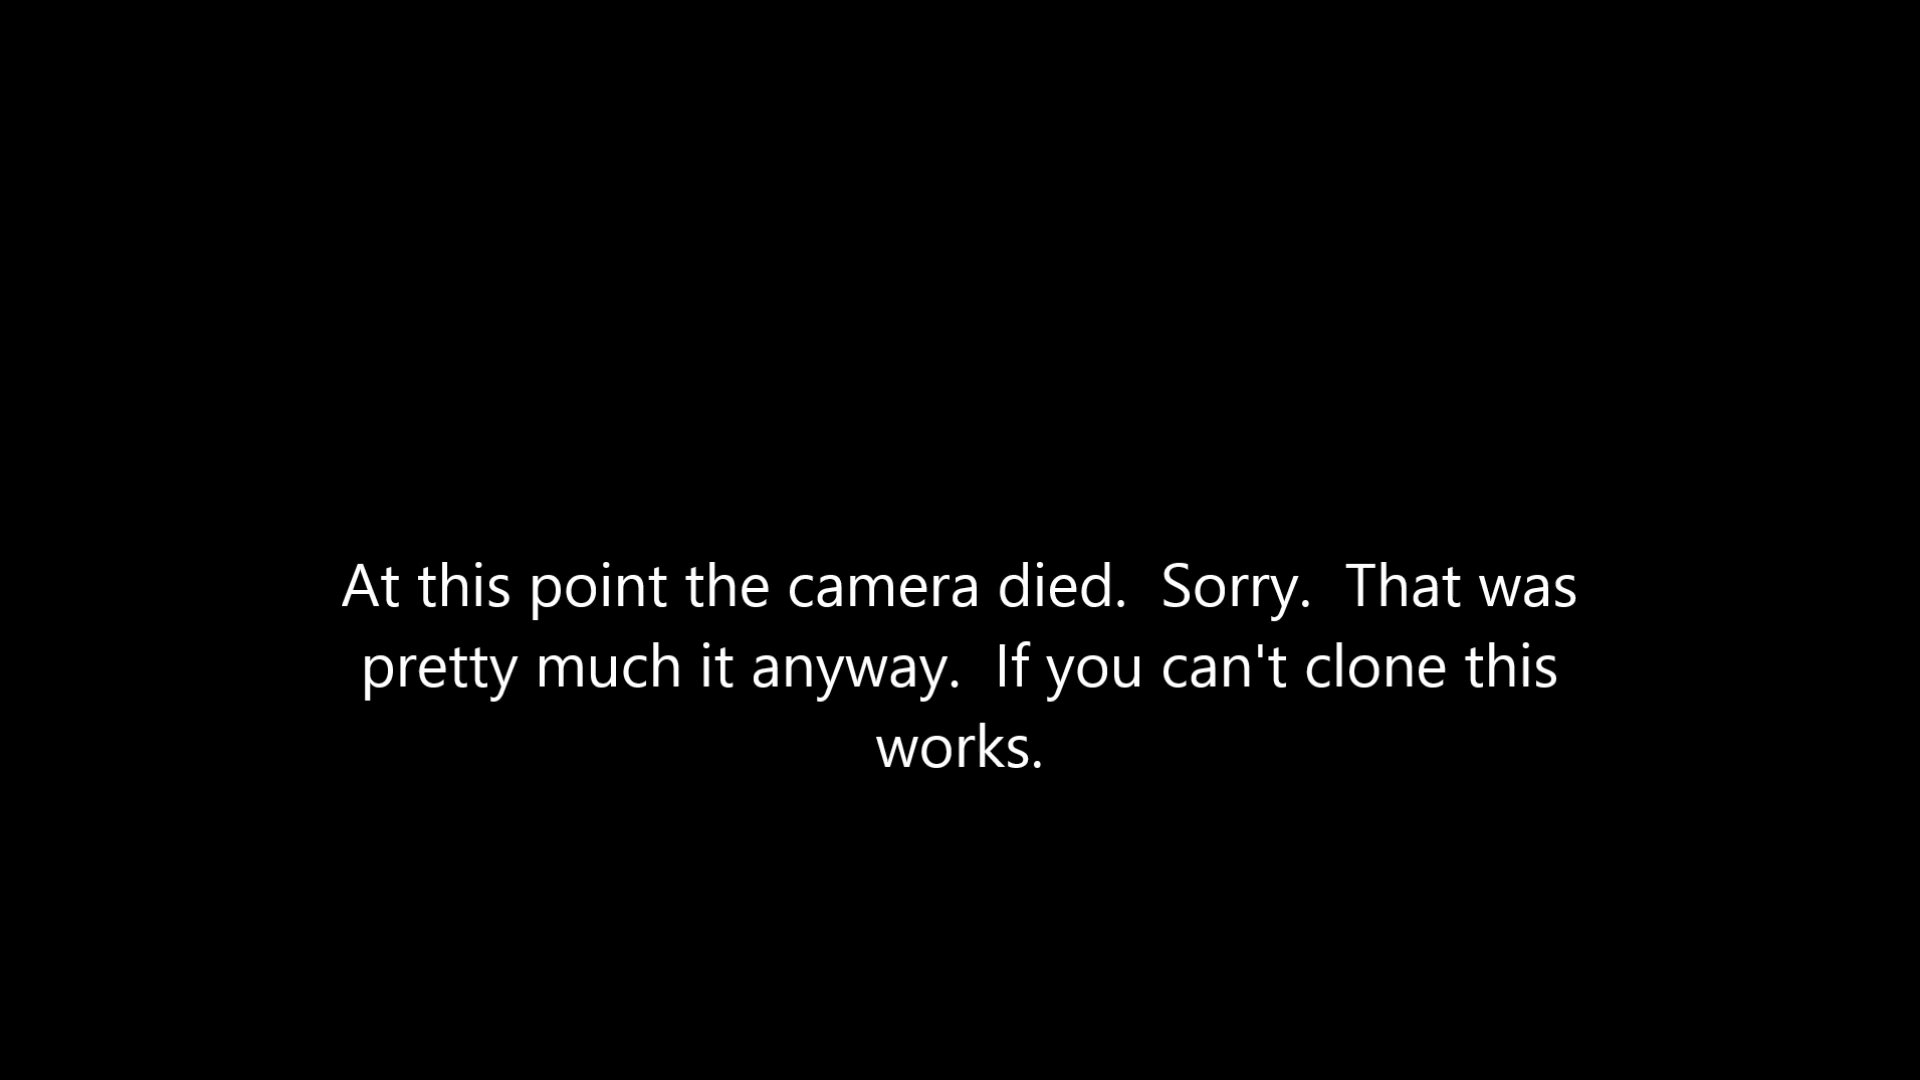 At this point the camera died.  Sorry.  That was
pretty much it anyway.  If you can't clone this
works.